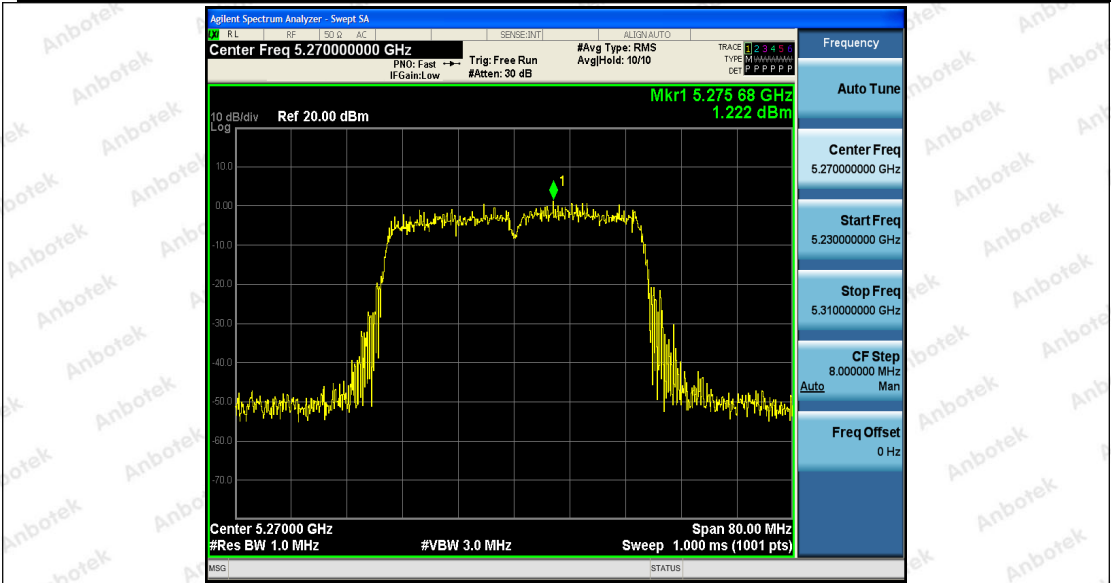 Agilent Spectrum Analyzer - Swept SA
RL RF 50 Ω AC SENSE:INT ALIGN AUTO
Center Freq 5.270000000 GHz
PNO: Fast
IFGain:Low
Trig: Free Run
#Atten: 30 dB
#Avg Type: RMS
Avg|Hold: 10/10
TRACE 1 2 3 4 5 6
TYPE M
DET P P P P P P
Mkr1 5.275 68 GHz
1.222 dBm
10 dB/div
Log
Ref 20.00 dBm
10.0
0.00
-10.0
-20.0
-30.0
-40.0
-50.0
-60.0
-70.0
1
Center 5.27000 GHz
Span 80.00 MHz
#Res BW 1.0 MHz
#VBW 3.0 MHz
Sweep 1.000 ms (1001 pts)
MSG
STATUS
Frequency
Auto Tune
Center Freq
5.270000000 GHz
Start Freq
5.230000000 GHz
Stop Freq
5.310000000 GHz
CF Step
8.000000 MHz
Auto Man
Freq Offset
0 Hz
Anbotek